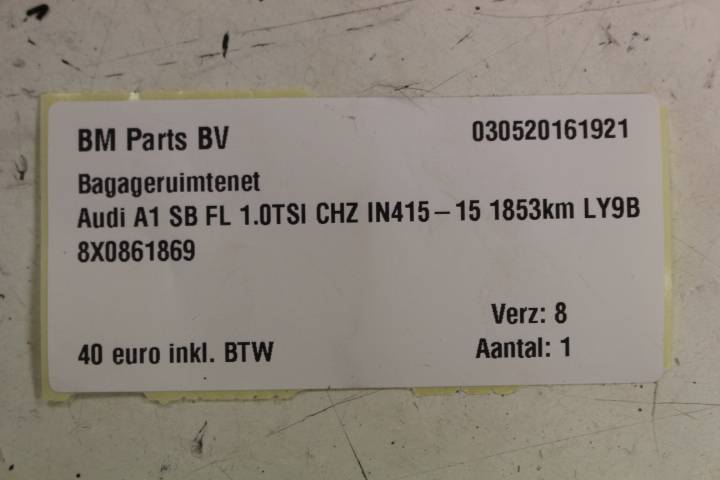 BM Parts BV 030520161921
Bagageruimtenet
Audi A1 SB FL 1.0TSI CHZ IN415-15 1853km LY9B
8X0861869
Verz: 8
40 euro inkl. BTW Aantal: 1